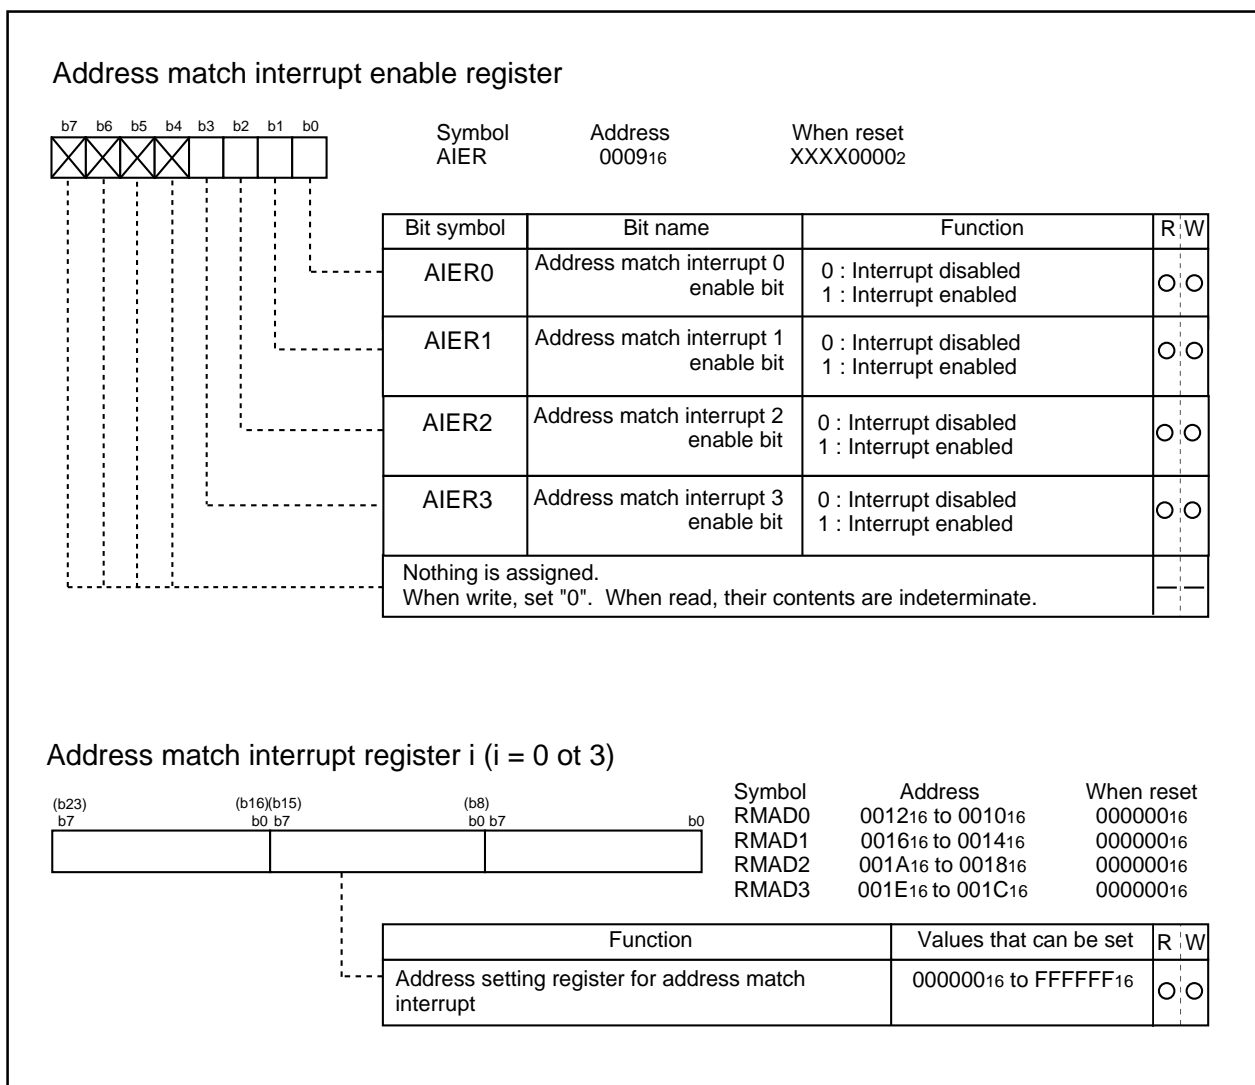 Address match interrupt enable register
b7 b6 b5 b4 b3 b2 b1 b0
Symbol Address When reset
AIER 000916 XXXX00002
Bit symbol Bit name Function R W
AIER0 Address match interrupt 0 enable bit 0 : Interrupt disabled
1 : Interrupt enabled
AIER1 Address match interrupt 1 enable bit 0 : Interrupt disabled
1 : Interrupt enabled
AIER2 Address match interrupt 2 enable bit 0 : Interrupt disabled
1 : Interrupt enabled
AIER3 Address match interrupt 3 enable bit 0 : Interrupt disabled
1 : Interrupt enabled
Nothing is assigned.
When write, set "0". When read, their contents are indeterminate.
Address match interrupt register i (i = 0 ot 3)
(b23) (b16)(b15) (b8)
b7 b0 b7 b0 b7 b0
Symbol Address When reset
RMAD0 001216 to 001016 00000016
RMAD1 001616 to 001416 00000016
RMAD2 001A16 to 001816 00000016
RMAD3 001E16 to 001C16 00000016
Function Values that can be set R W
Address setting register for address match interrupt 00000016 to FFFFFF16